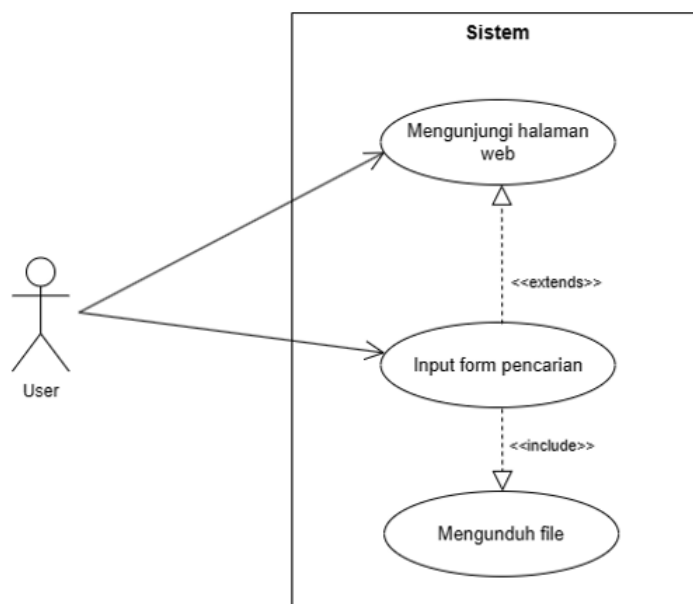 Sistem
Mengunjungi halaman
web
<<extends>>
User
Input form pencarian
<<include>>
Mengunduh file